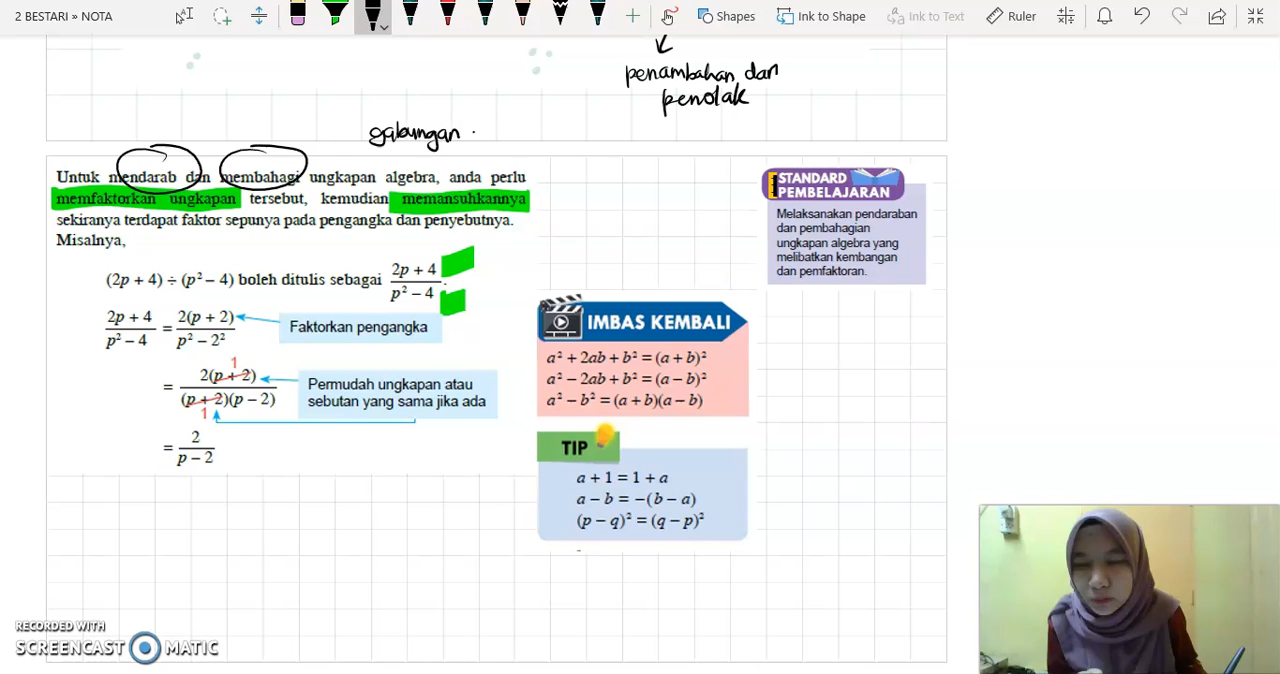 2 BESTARI » NOTA
Shapes
Ink to Shape
Ink to Text
Ruler
penambahan dan
penolak
gabungan .
Untuk mendarab dan membahagi ungkapan algebra, anda perlu
memfaktorkan ungkapan tersebut, kemudian memansuhkannya
sekiranya terdapat faktor sepunya pada pengangka dan penyebutnya.
Misalnya,
(2p + 4) ÷ (p² – 4) boleh ditulis sebagai (2p + 4)/(p² – 4).
(2p + 4)/(p² – 4) = 2(p + 2)/(p² – 2²)
Faktorkan pengangka
= 2(p + 2)/(p + 2)(p – 2)
1
1
Permudah ungkapan atau
sebutan yang sama jika ada
= 2/(p – 2)
STANDARD
PEMBELAJARAN
Melaksanakan pendaraban
dan pembahagian
ungkapan algebra yang
melibatkan kembangan
dan pemfaktoran.
IMBAS KEMBALI
a² + 2ab + b² = (a + b)²
a² – 2ab + b² = (a – b)²
a² – b² = (a + b)(a – b)
TIP
a + 1 = 1 + a
a – b = –(b – a)
(p – q)² = (q – p)²
RECORDED WITH
SCREENCAST MATIC